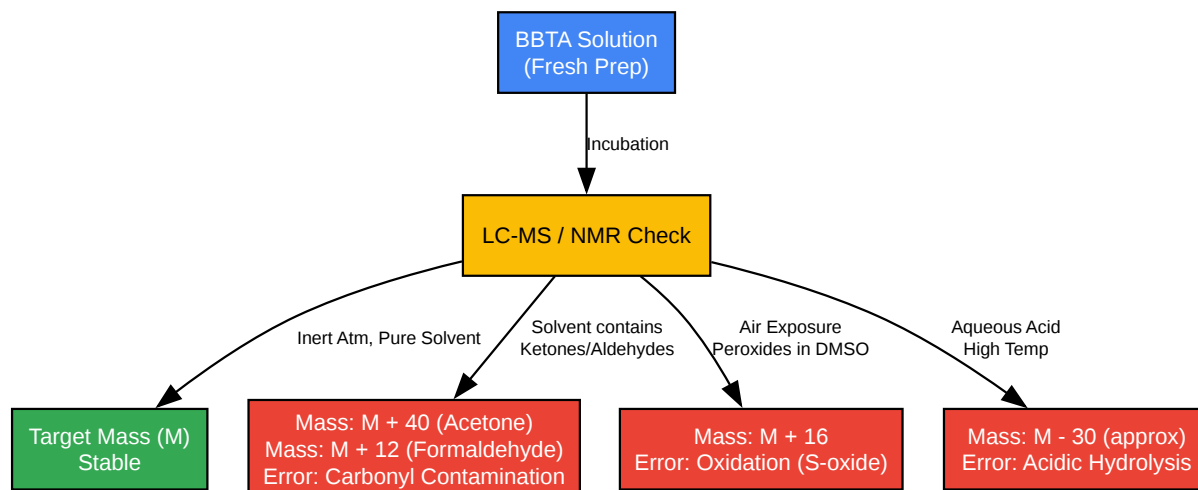 BBTA Solution
(Fresh Prep)
Incubation
LC-MS / NMR Check
Inert Atm, Pure Solvent
Solvent contains
Ketones/Aldehydes
Air Exposure
Peroxides in DMSO
Aqueous Acid
High Temp
Target Mass (M)
Stable
Mass: M + 40 (Acetone)
Mass: M + 12 (Formaldehyde)
Error: Carbonyl Contamination
Mass: M + 16
Error: Oxidation (S-oxide)
Mass: M - 30 (approx)
Error: Acidic Hydrolysis